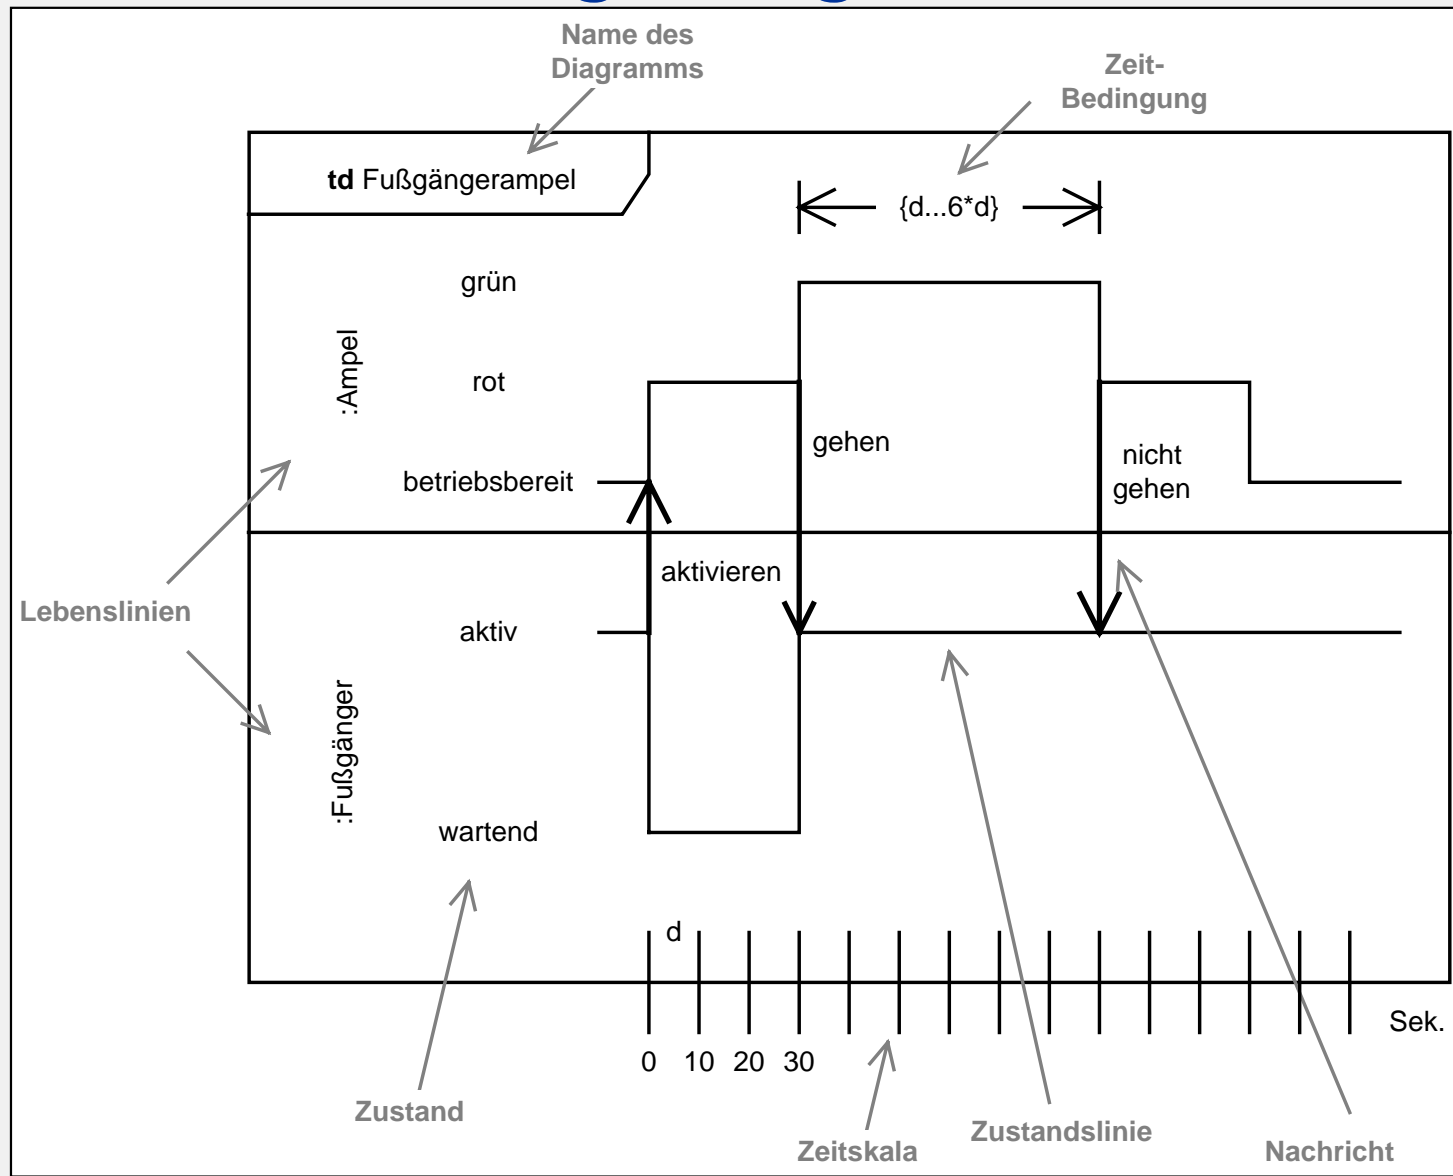 Name des
Diagramms
Zeit-
Bedingung
td Fußgängerampel
{d...6*d}
grün
:Ampel
rot
gehen
nicht
gehen
betriebsbereit
aktivieren
Lebenslinien
aktiv
:Fußgänger
wartend
d
Sek.
0 10 20 30
Zustand
Zeitskala
Zustandslinie
Nachricht